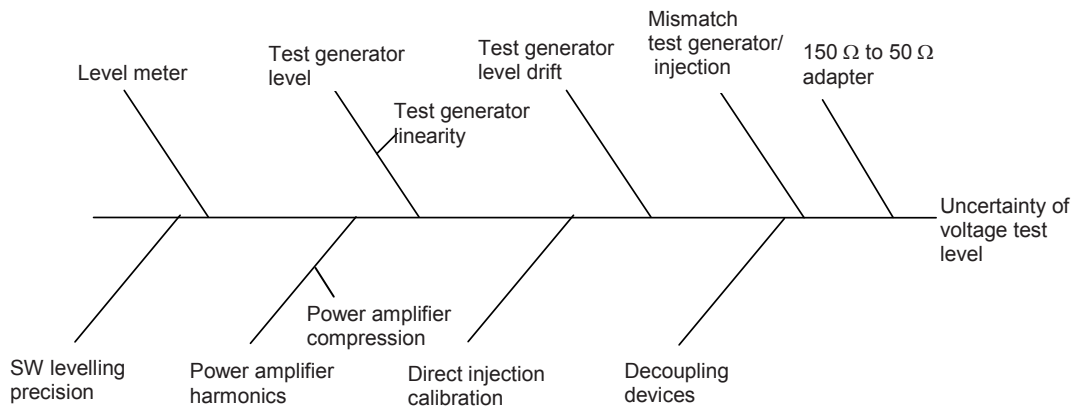 Level meter
Test generator
level
Test generator
linearity
Test generator
level drift
Mismatch
test generator/
injection
150 Ω to 50 Ω
adapter
Uncertainty of
voltage test
level
SW levelling
precision
Power amplifier
harmonics
Power amplifier
compression
Direct injection
calibration
Decoupling
devices